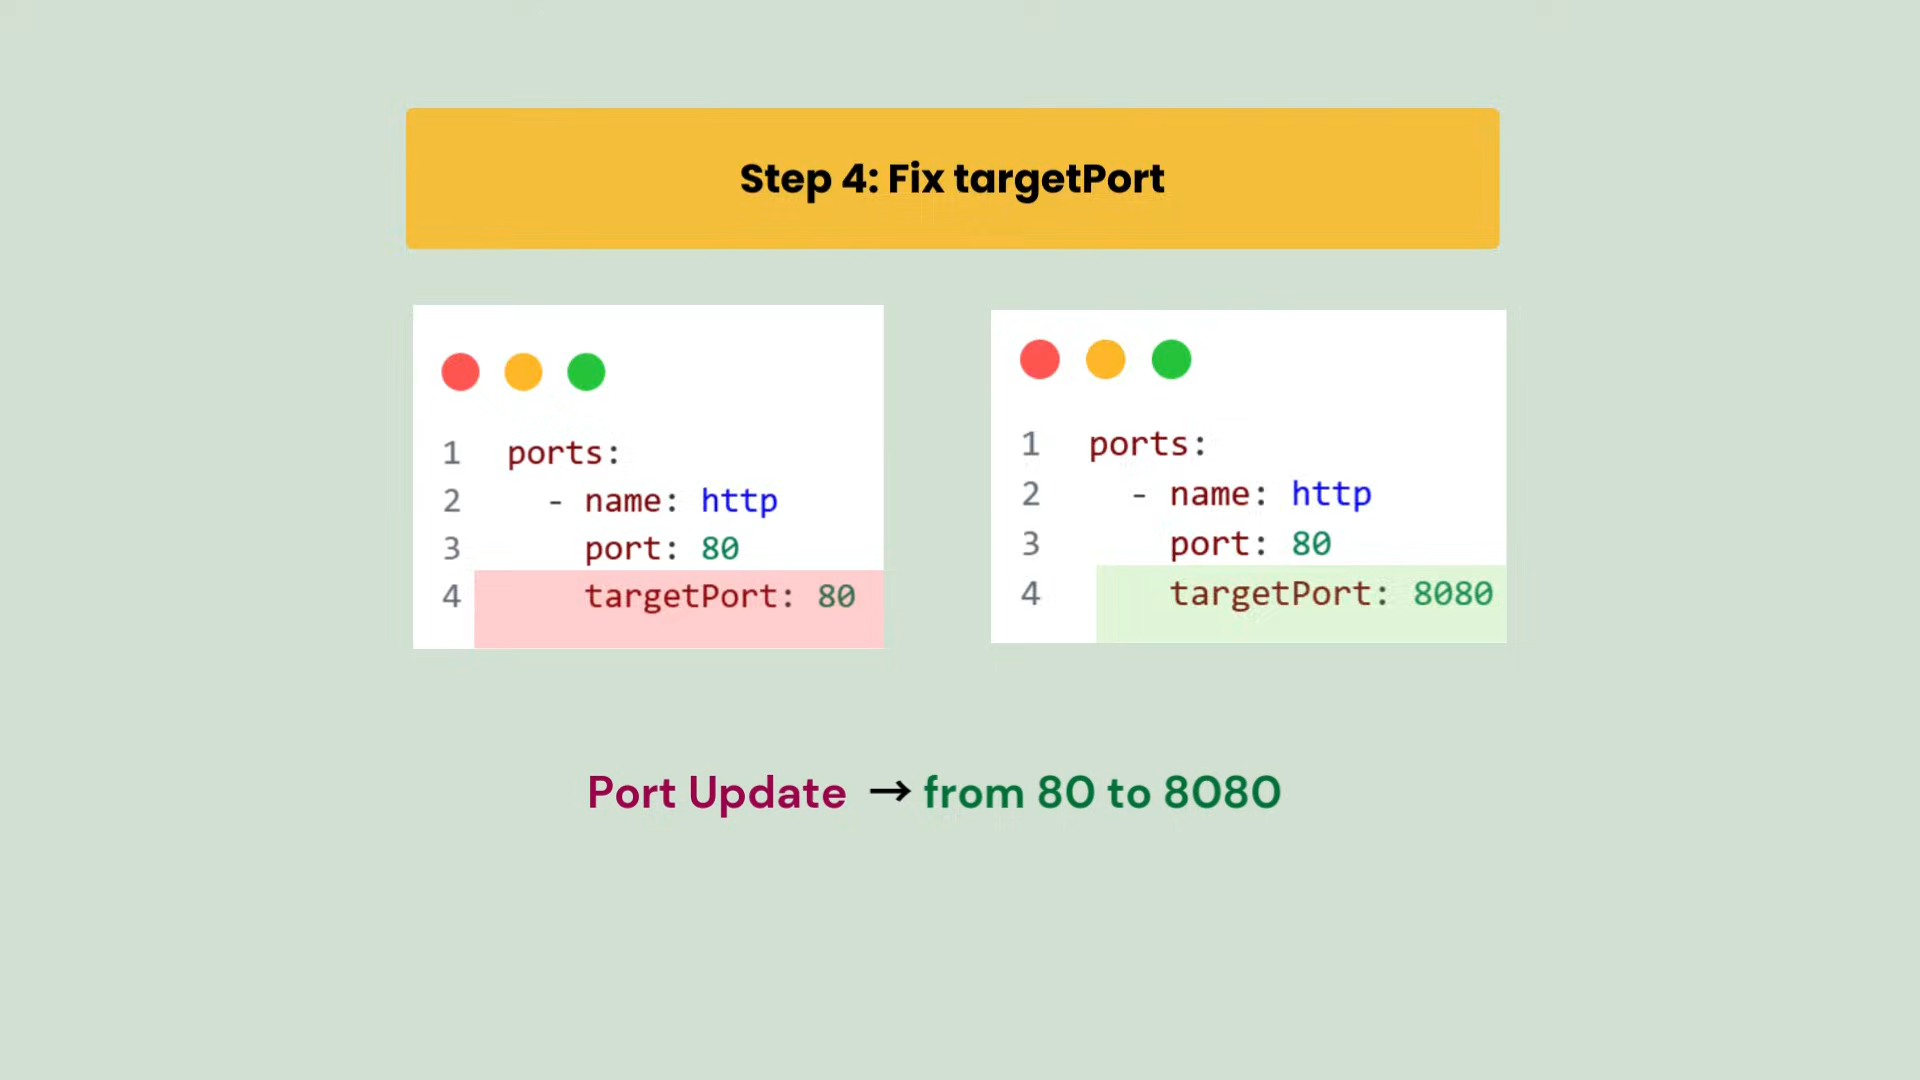 Step 4: Fix targetPort
1 ports:
2 - name: http
3 port: 80
4 targetPort: 80
1 ports:
2 - name: http
3 port: 80
4 targetPort: 8080
Port Update → from 80 to 8080